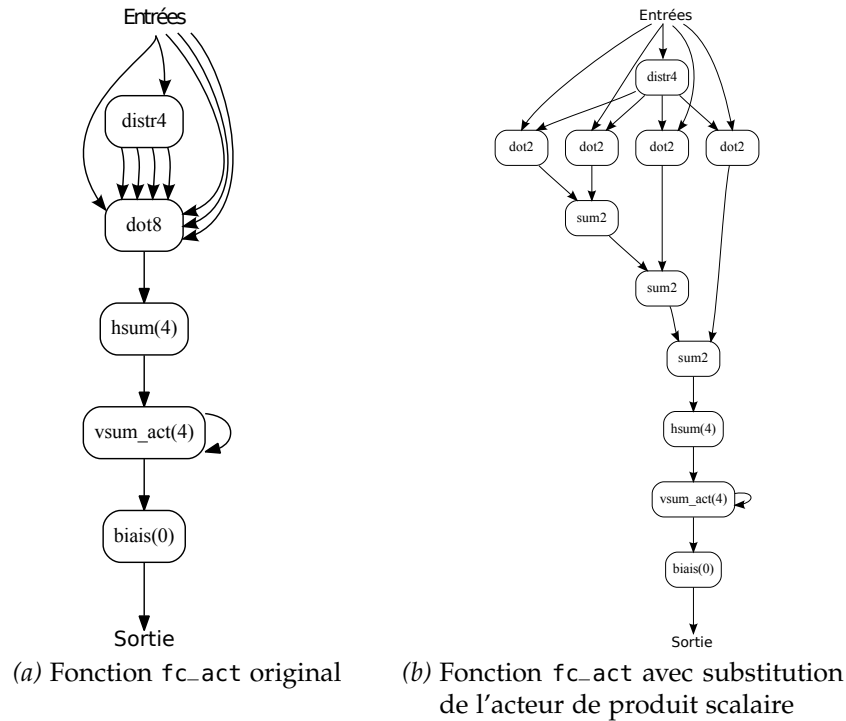 Entrées
distr4
dot8
hsum(4)
vsum_act(4)
biais(0)
Sortie
(a) Fonction fc_act original
Entrées
distr4
dot2 dot2 dot2 dot2
sum2
sum2
sum2
hsum(4)
vsum_act(4)
biais(0)
Sortie
(b) Fonction fc_act avec substitution
de l'acteur de produit scalaire